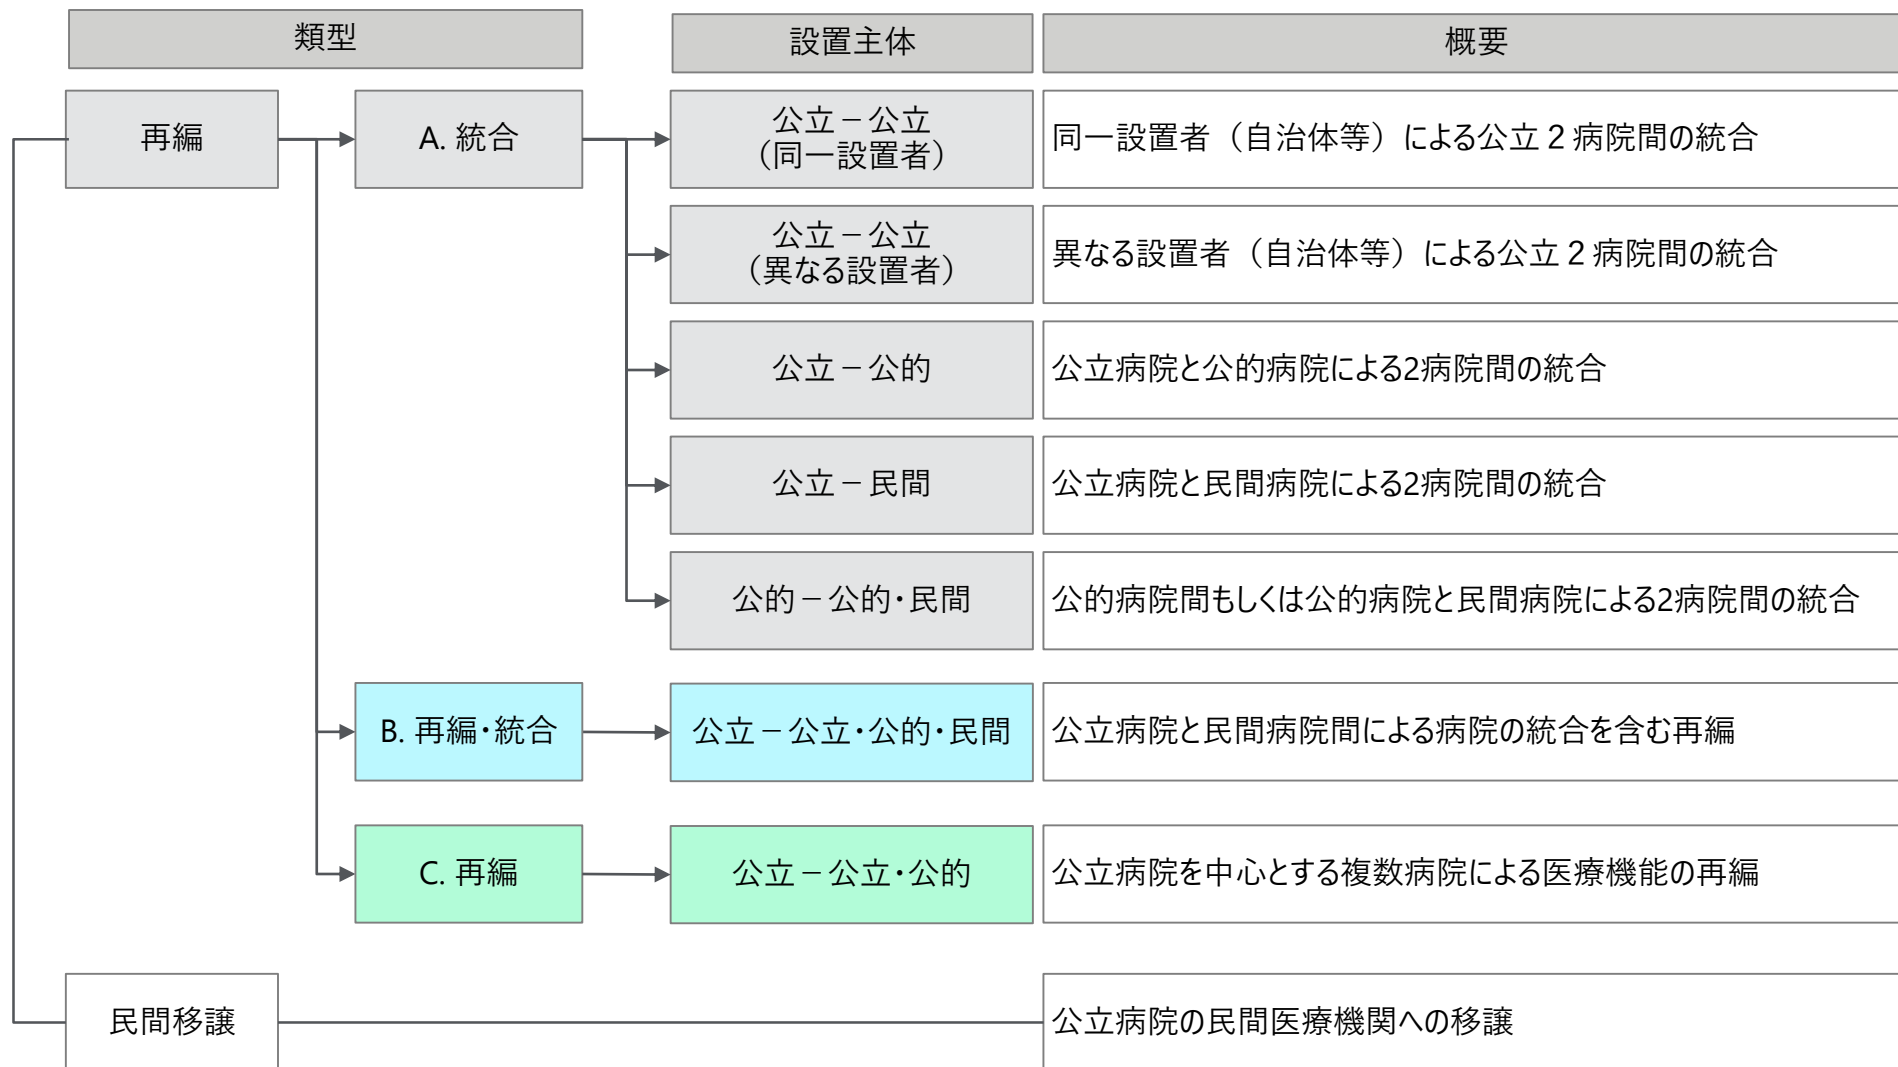 類型
設置主体
概要
再編
A. 統合
公立－公立
（同一設置者）
同一設置者（自治体等）による公立２病院間の統合
公立－公立
（異なる設置者）
異なる設置者（自治体等）による公立２病院間の統合
公立－公的
公立病院と公的病院による2病院間の統合
公立－民間
公立病院と民間病院による2病院間の統合
公的－公的・民間
公的病院間もしくは公的病院と民間病院による2病院間の統合
B. 再編・統合
公立－公立・公的・民間
公立病院と民間病院間による病院の統合を含む再編
C. 再編
公立－公立・公的
公立病院を中心とする複数病院による医療機能の再編
民間移譲
公立病院の民間医療機関への移譲